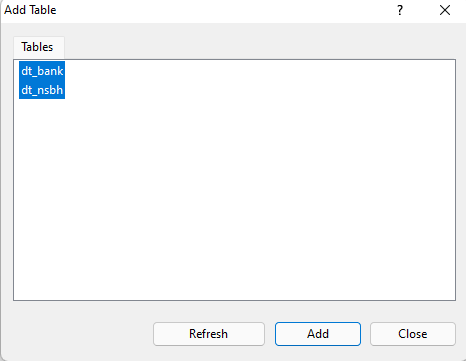 Add Table
?
Tables
dt_bank
dt_nsbh
Refresh Add Close